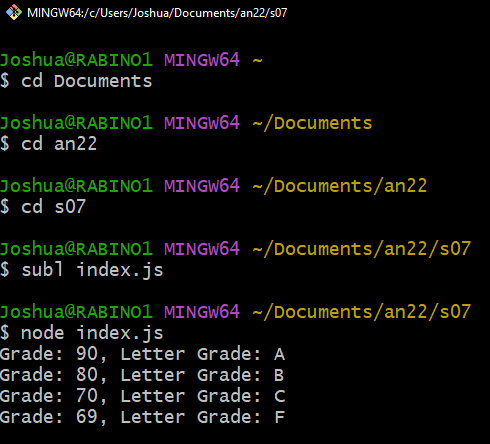 MINGW64:/c/Users/Joshua/Documents/an22/s07
Joshua@RABINO1 MINGW64 ~
$ cd Documents
Joshua@RABINO1 MINGW64 ~/Documents
$ cd an22
Joshua@RABINO1 MINGW64 ~/Documents/an22
$ cd s07
Joshua@RABINO1 MINGW64 ~/Documents/an22/s07
$ subl index.js
Joshua@RABINO1 MINGW64 ~/Documents/an22/s07
$ node index.js
Grade: 90, Letter Grade: A
Grade: 80, Letter Grade: B
Grade: 70, Letter Grade: C
Grade: 69, Letter Grade: F